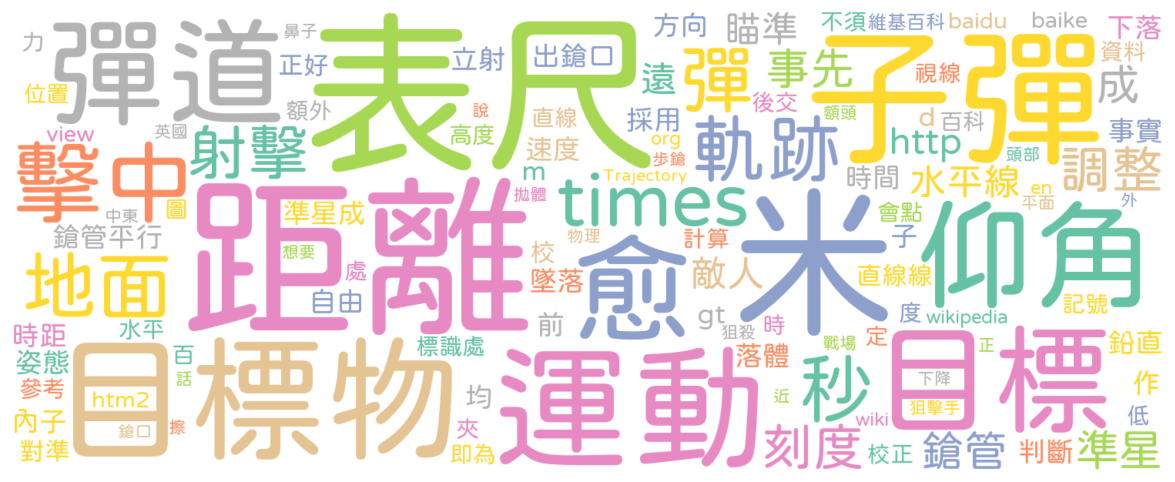 力
彈道
鼻子
表尺
出鎗口
立射
正好
額外
位置
view
英國
射擊
高度
說
方向
瞄準
遠
彈
事先
不須
維基百科
baidu
baike
下落
資料
成
視線
後交
子彈
額頭
d
百科
事實
直線
採用
速度
org
步鎗
m
Trajectory
拋體
軌跡
http
頭部
時間
水平線
調整
en
平面
外
擊中
中東
圖
鎗管平行
準星成
想要
處
距離
times
物理
校
墜落
愈
計算
敵人
米
會點
子
仰角
直線線
記號
地面
水平
自由
前
gt
狙殺
時
度
wikipedia
時距
姿態
參考
目標物
百
話
標識處
htm2
鎗口
擦
均
夾
即為
運動
落體
近
戰場
定
秒
目標
正
下降
狙擊手
鉛直
作
低
內子
對準
刻度
wiki
校正
鎗管
判斷
準星